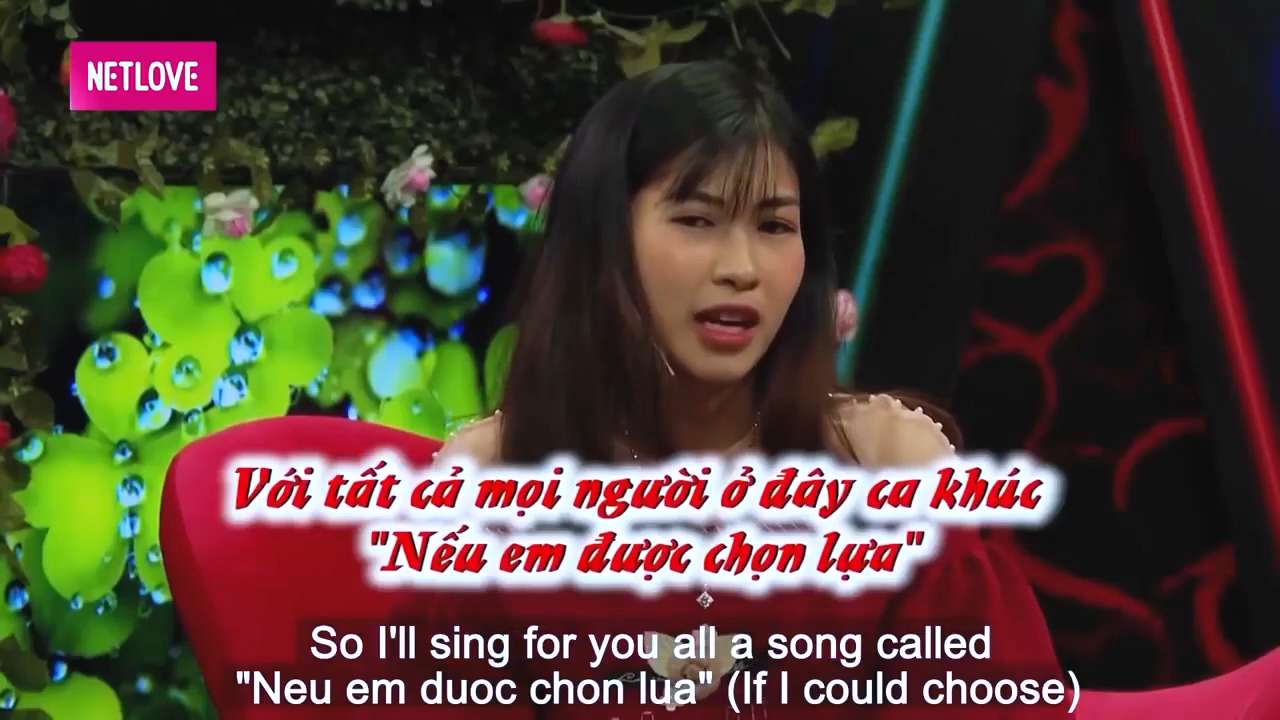 NETLOVE
Với tất cả mọi người ở đây ca khúc
"Nếu em được chọn lựa"
So I'll sing for you all a song called
"Neu em duoc chon lua" (If I could choose)